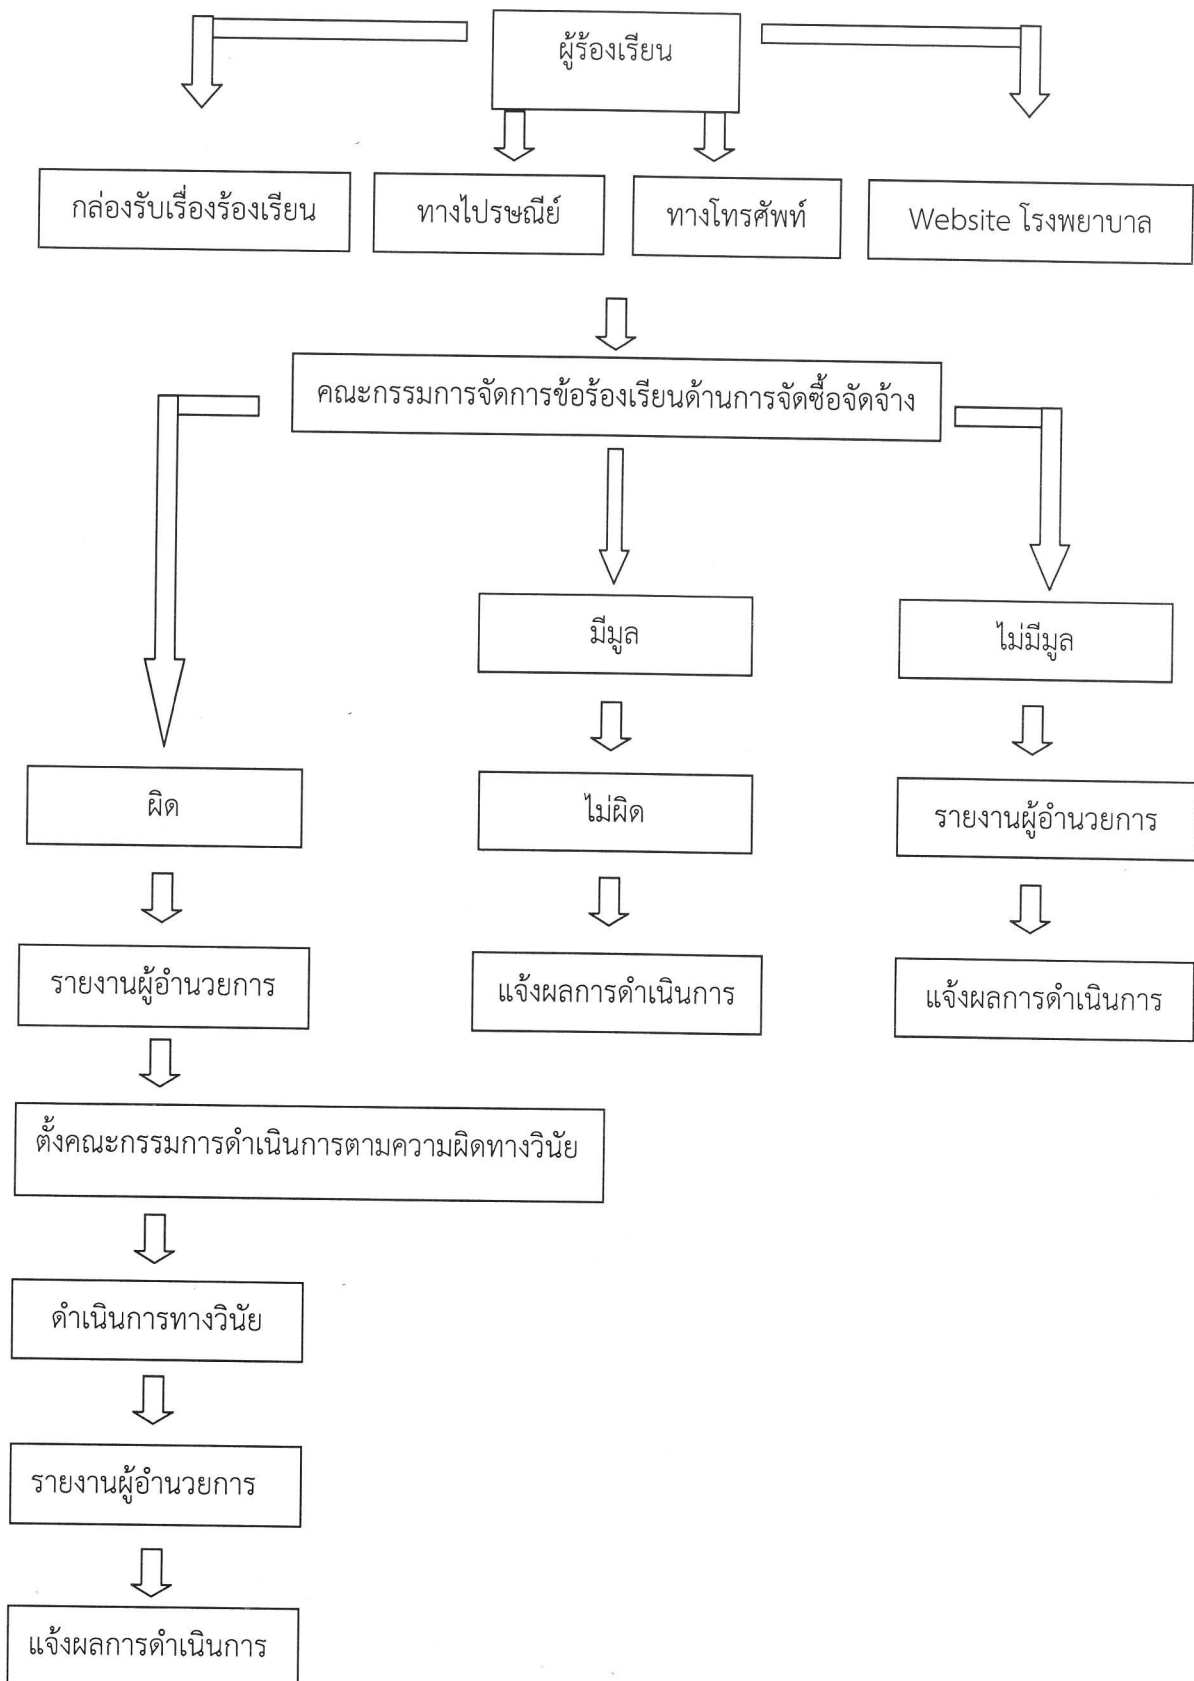 ผู้ร้องเรียน
กล่องรับเรื่องร้องเรียน
ทางไปรษณีย์
ทางโทรศัพท์
Website โรงพยาบาล
คณะกรรมการจัดการข้อร้องเรียนด้านการจัดซื้อจัดจ้าง
มีมูล
ไม่มีมูล
ผิด
ไม่ผิด
รายงานผู้อำนวยการ
รายงานผู้อำนวยการ
แจ้งผลการดำเนินการ
แจ้งผลการดำเนินการ
ตั้งคณะกรรมการดำเนินการตามความผิดทางวินัย
ดำเนินการทางวินัย
รายงานผู้อำนวยการ
แจ้งผลการดำเนินการ